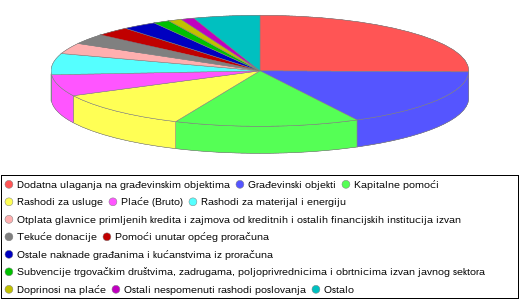 Dodatna ulaganja na građevinskim objektima Građevinski objekti Kapitalne pomoći
Rashodi za usluge Plaće (Bruto) Rashodi za materijal i energiju
Otplata glavnice primljenih kredita i zajmova od kreditnih i ostalih financijskih institucija izvan
Tekuće donacije Pomoći unutar općeg proračuna
Ostale naknade građanima i kućanstvima iz proračuna
Subvencije trgovačkim društvima, zadrugama, poljoprivrednicima i obrtnicima izvan javnog sektora
Doprinosi na plaće Ostali nespomenuti rashodi poslovanja Ostalo